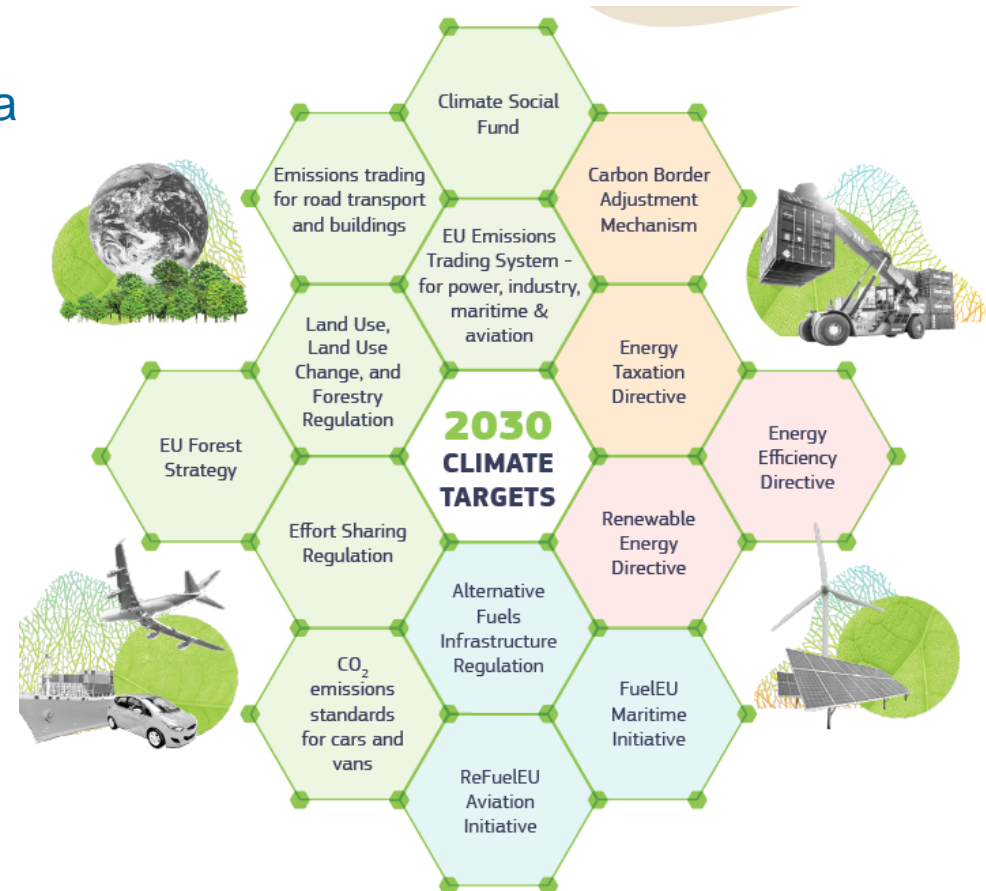 a
Climate Social
Fund
Emissions trading
for road transport
and buildings
Carbon Border
Adjustment
Mechanism
EU Emissions
Trading System -
for power, industry,
maritime &
aviation
Land Use,
Land Use
Change, and
Forestry
Regulation
Energy
Taxation
Directive
EU Forest
Strategy
2030
CLIMATE
TARGETS
Energy
Efficiency
Directive
Effort Sharing
Regulation
Renewable
Energy
Directive
Alternative
Fuels
Infrastructure
Regulation
CO₂
emissions
standards
for cars and
vans
FuelEU
Maritime
Initiative
ReFuelEU
Aviation
Initiative